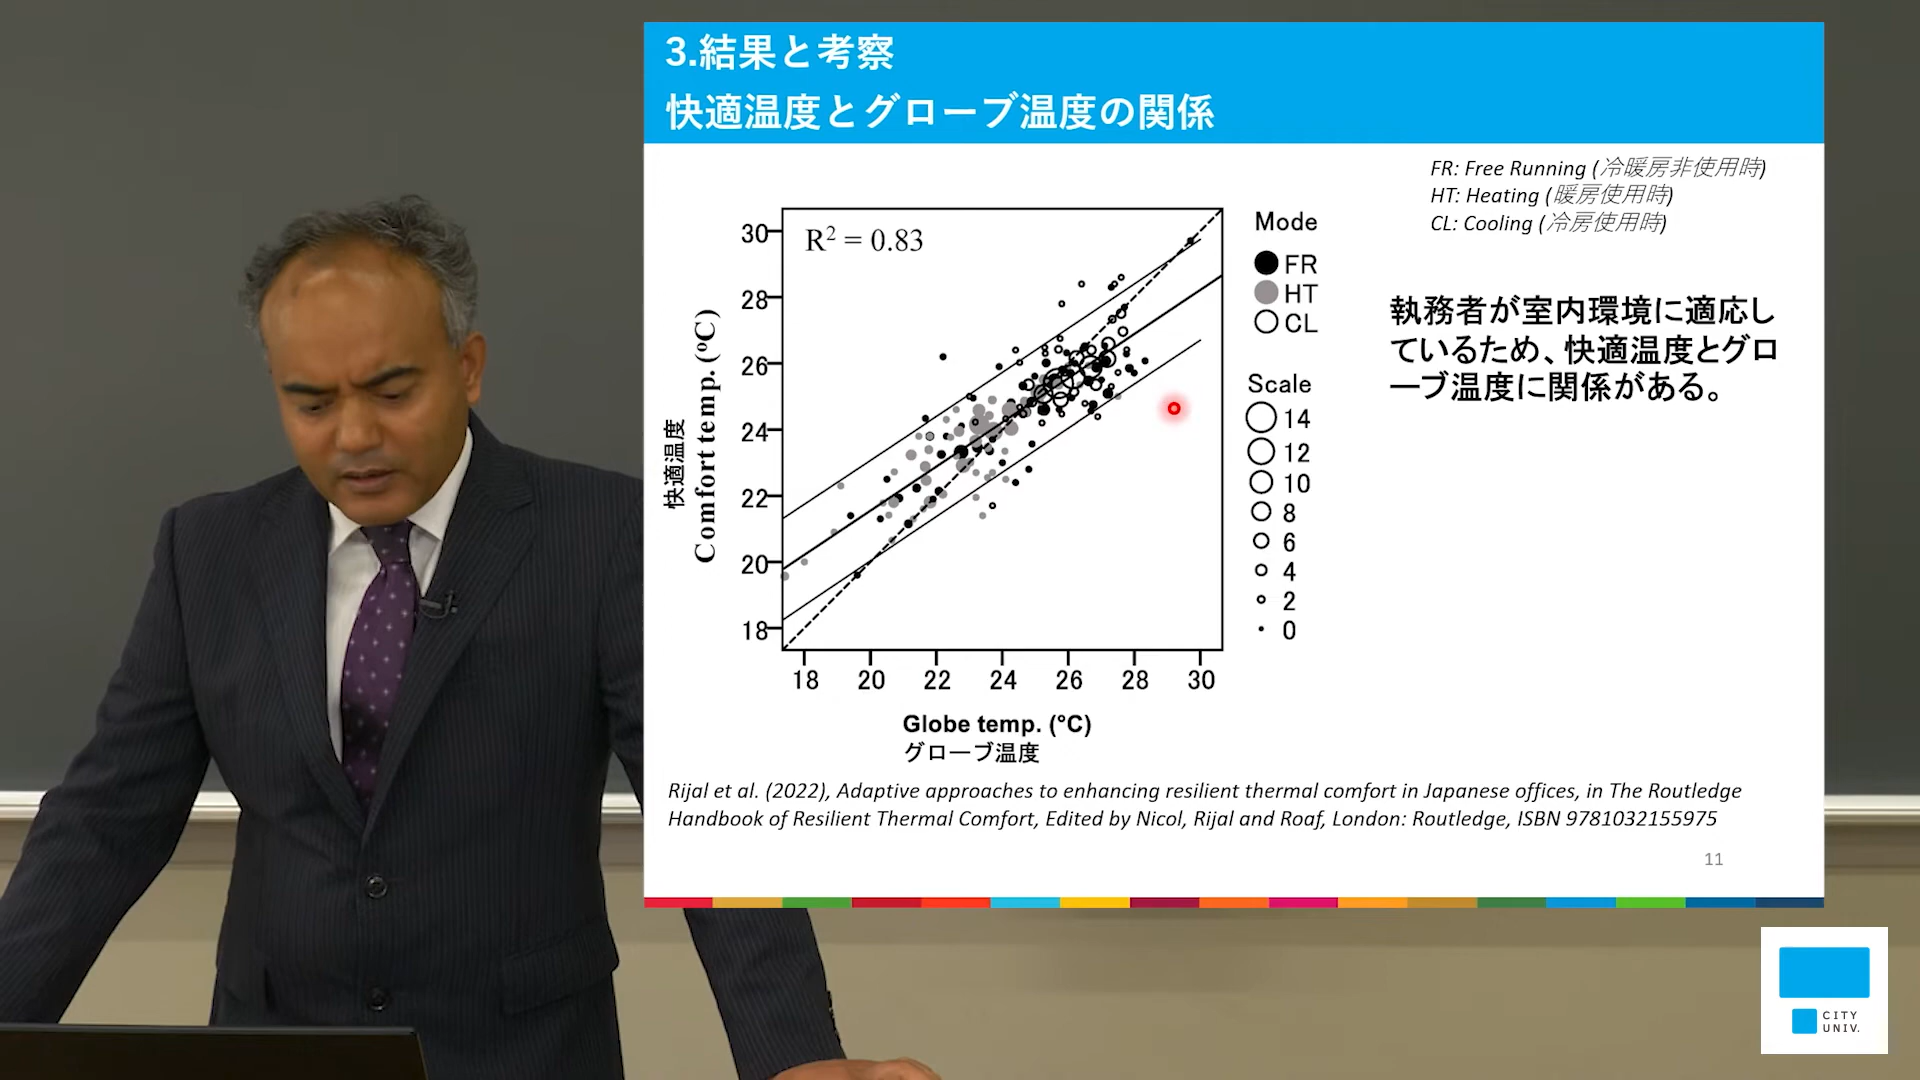 3.結果と考察
快適温度とグローブ温度の関係
FR: Free Running (冷暖房非使用時)
HT: Heating (暖房使用時)
CL: Cooling (冷房使用時)
R² = 0.83
30
28
26
24
22
20
18
快適温度
Comfort temp. (°C)
18 20 22 24 26 28 30
Globe temp. (°C)
グローブ温度
Mode
FR
HT
CL
Scale
14
12
10
8
6
4
2
0
執務者が室内環境に適応し
ているため、快適温度とグロ
ーブ温度に関係がある。
Rijal et al. (2022), Adaptive approaches to enhancing resilient thermal comfort in Japanese offices, in The Routledge
Handbook of Resilient Thermal Comfort, Edited by Nicol, Rijal and Roaf, London: Routledge, ISBN 9781032155975
11
CITY
UNIV.